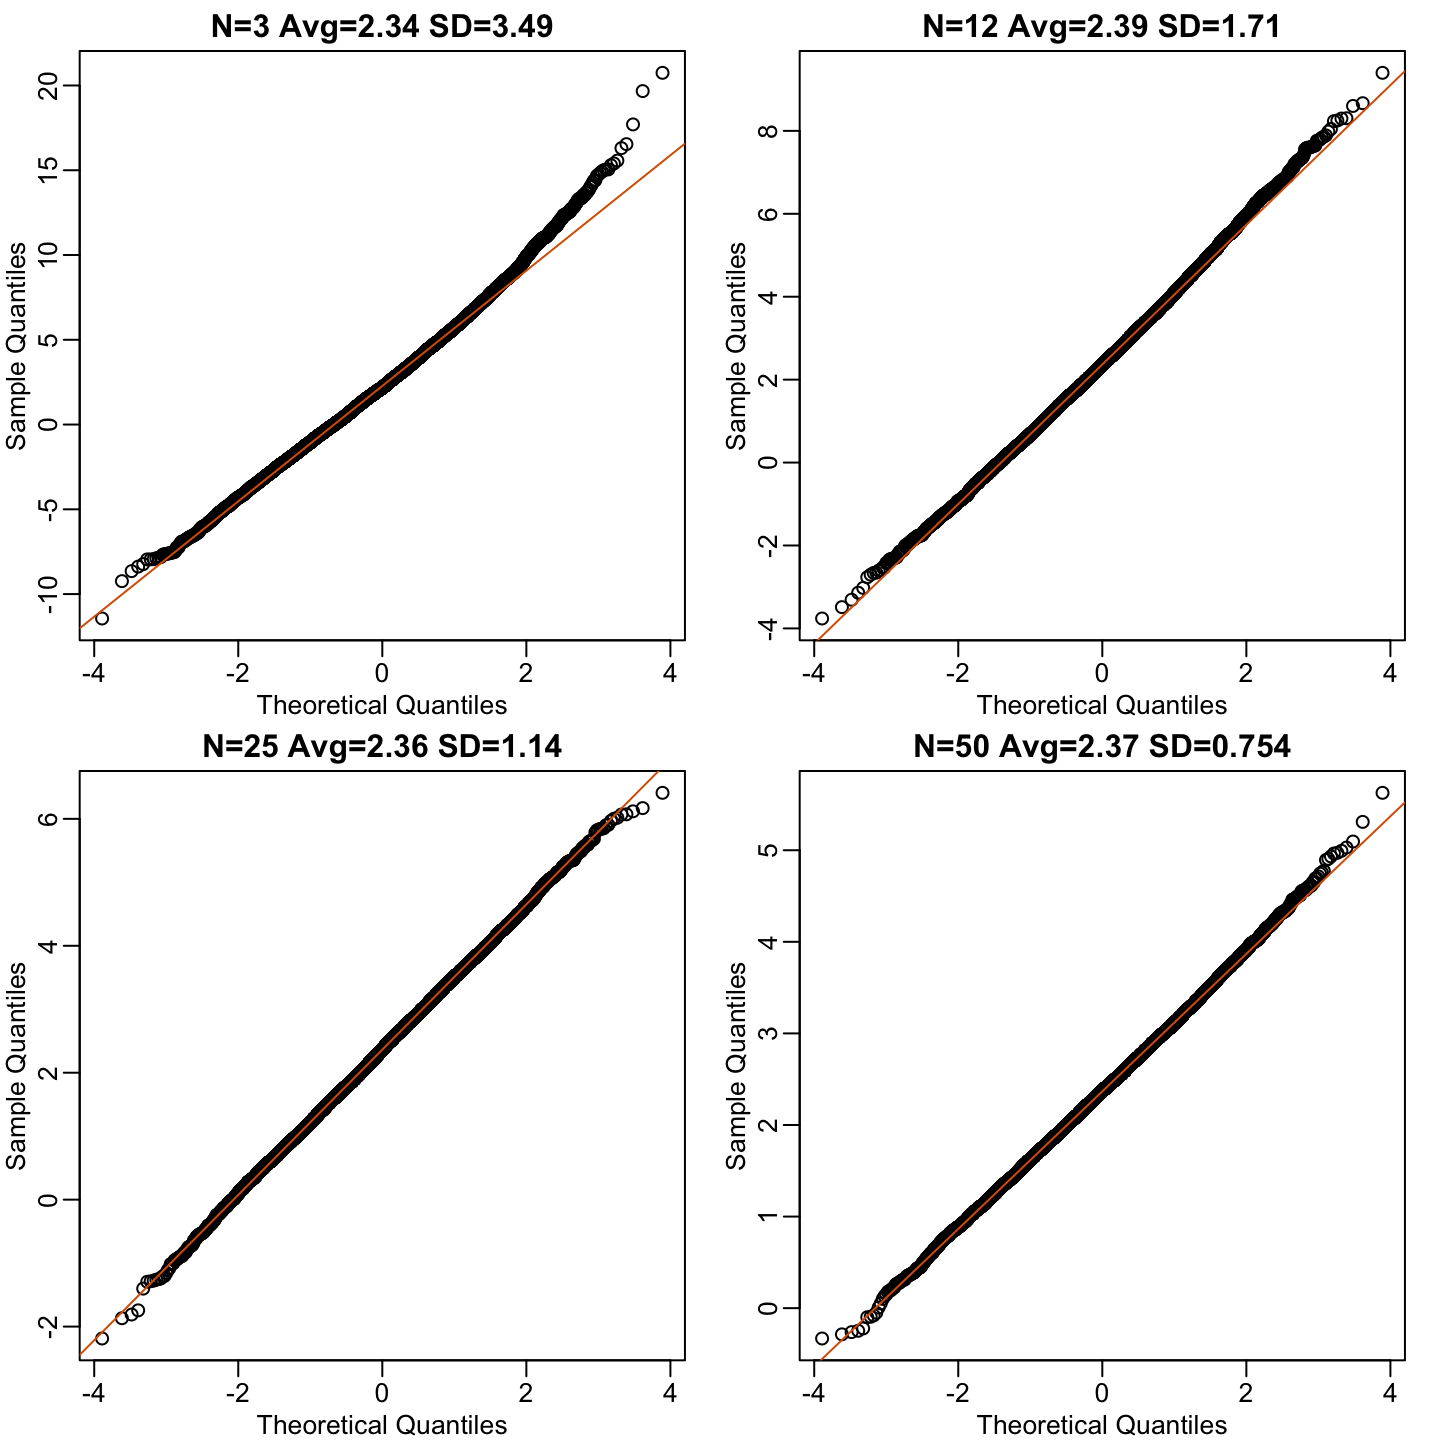 N=3 Avg=2.34 SD=3.49
20
15
10
5
0
-5
-10
Sample Quantiles
-4 -2 0 2 4
Theoretical Quantiles
N=12 Avg=2.39 SD=1.71
8
6
4
2
0
-2
-4
Sample Quantiles
-4 -2 0 2 4
Theoretical Quantiles
N=25 Avg=2.36 SD=1.14
6
4
2
0
-2
Sample Quantiles
-4 -2 0 2 4
Theoretical Quantiles
N=50 Avg=2.37 SD=0.754
5
4
3
2
1
0
Sample Quantiles
-4 -2 0 2 4
Theoretical Quantiles